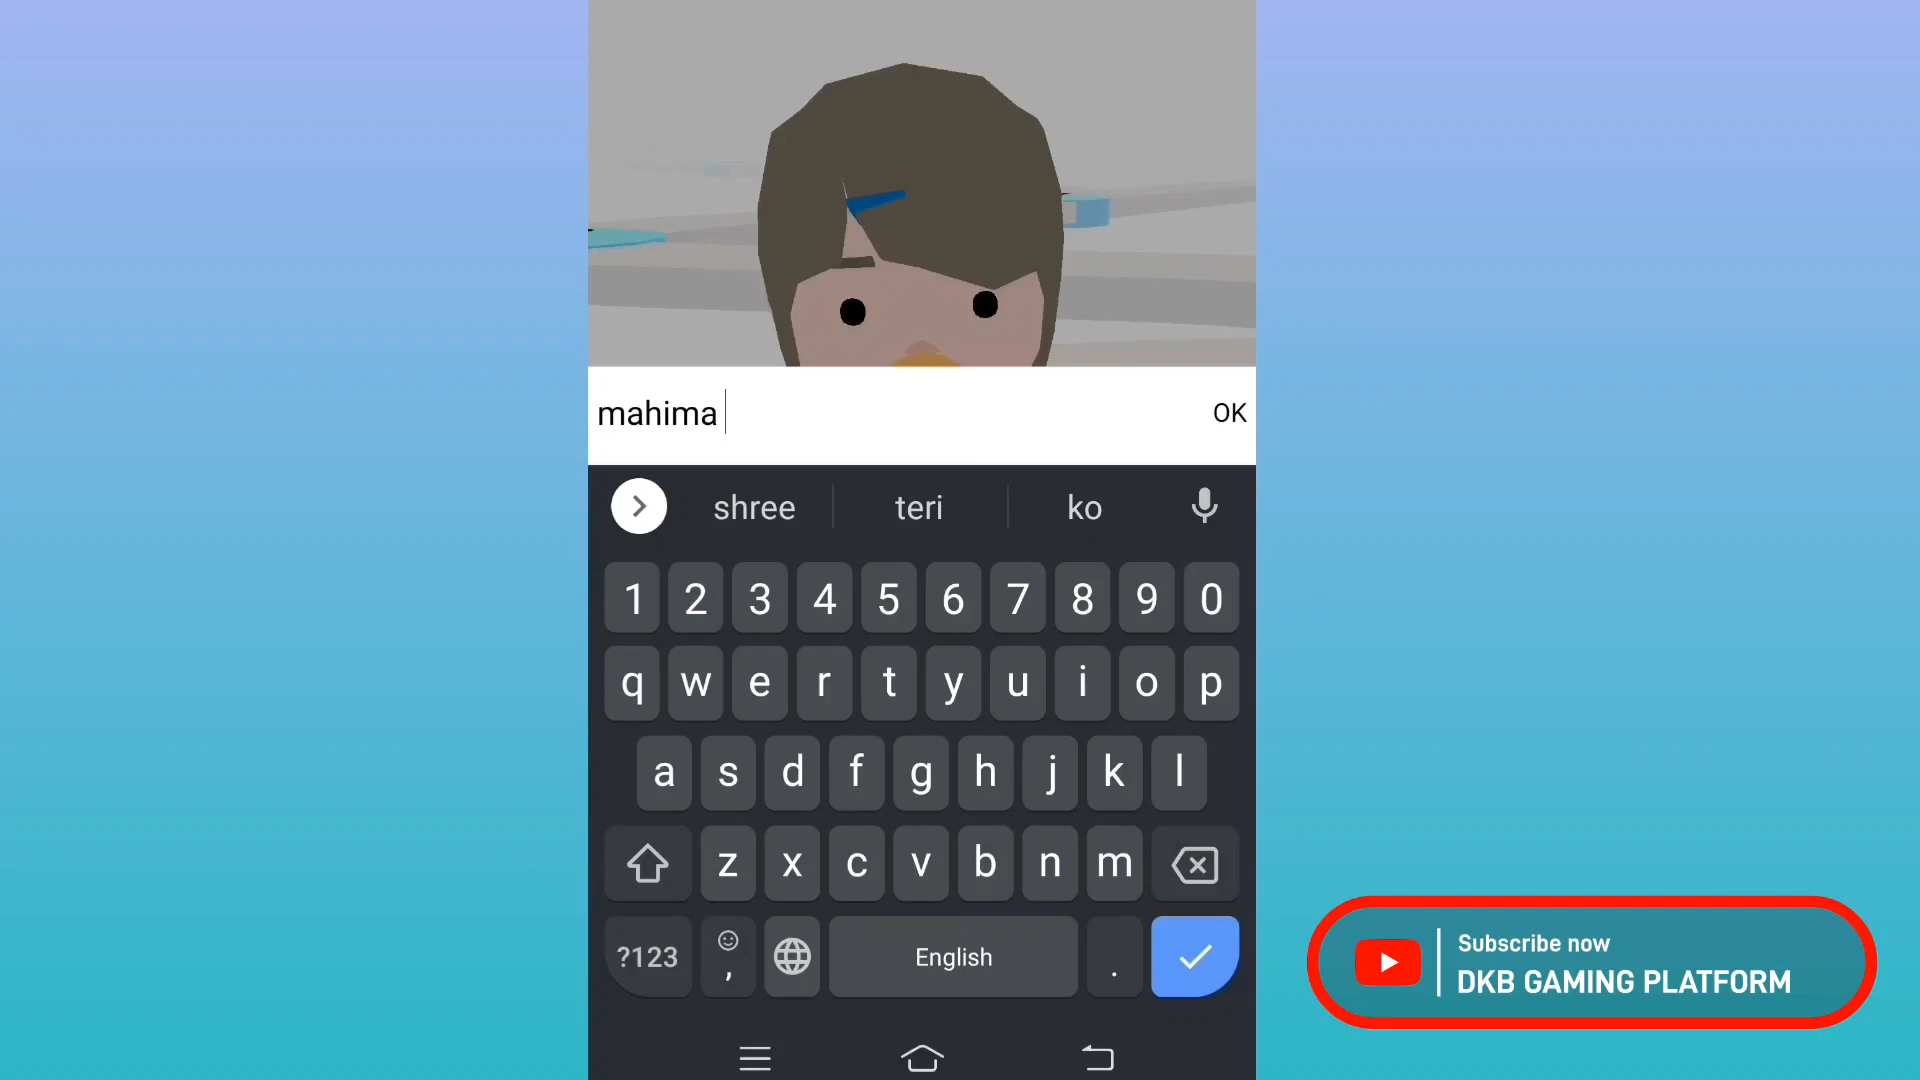 mahima
OK
shree teri ko
1 2 3 4 5 6 7 8 9 0
q w e r t y u i o p
a s d f g h j k l
z x c v b n m
?123 , English .
Subscribe now
DKB GAMING PLATFORM